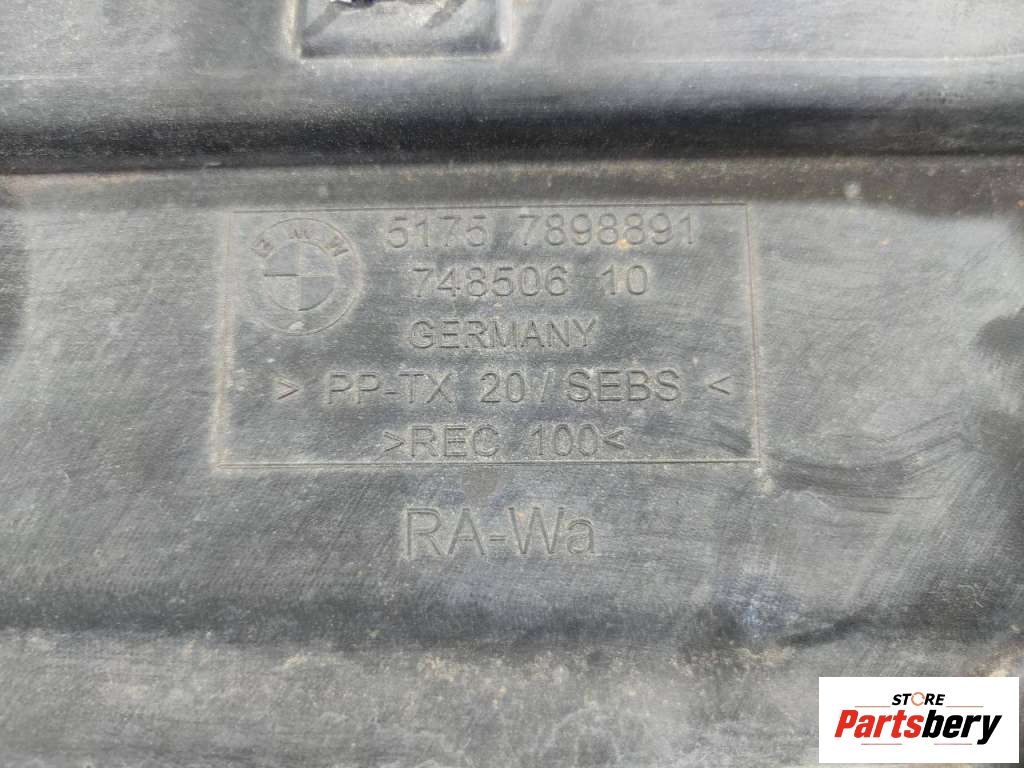 BMW
5175 7898891
748506 10
GERMANY
> PP-TX 20 / SEBS <
>REC 100<
RA-Wa
STORE
Partsbery